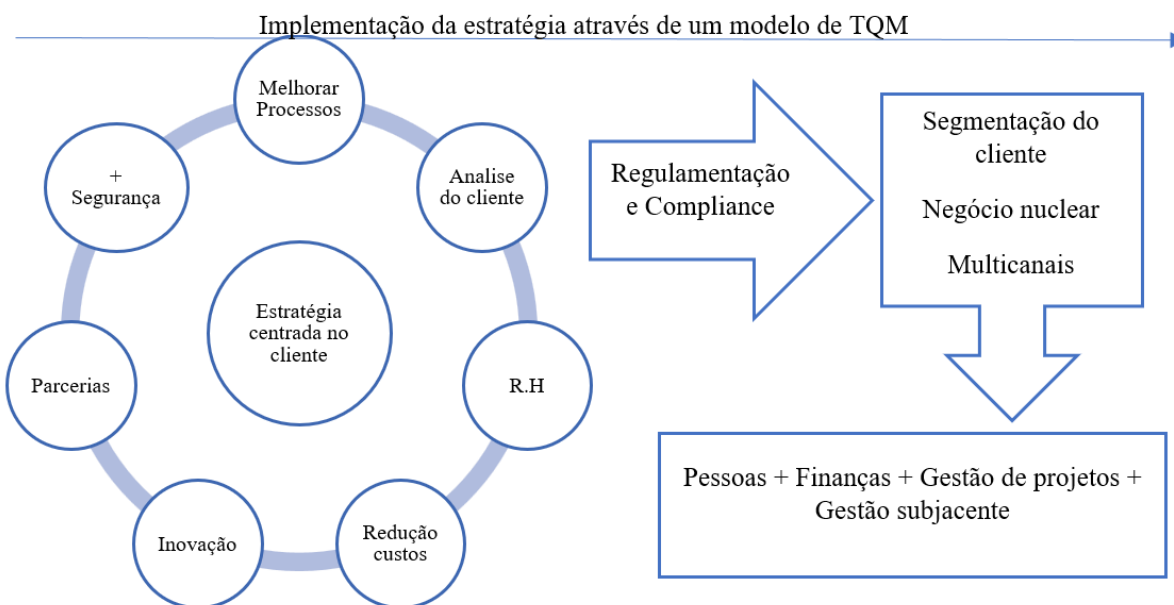 Implementação da estratégia através de um modelo de TQM
Melhorar
Processos
Analise
do cliente
R.H
Redução
custos
Inovação
Parcerias
+
Segurança
Estratégia
centrada no
cliente
Regulamentação
e Compliance
Segmentação do
cliente
Negócio nuclear
Multicanais
Pessoas + Finanças + Gestão de projetos +
Gestão subjacente